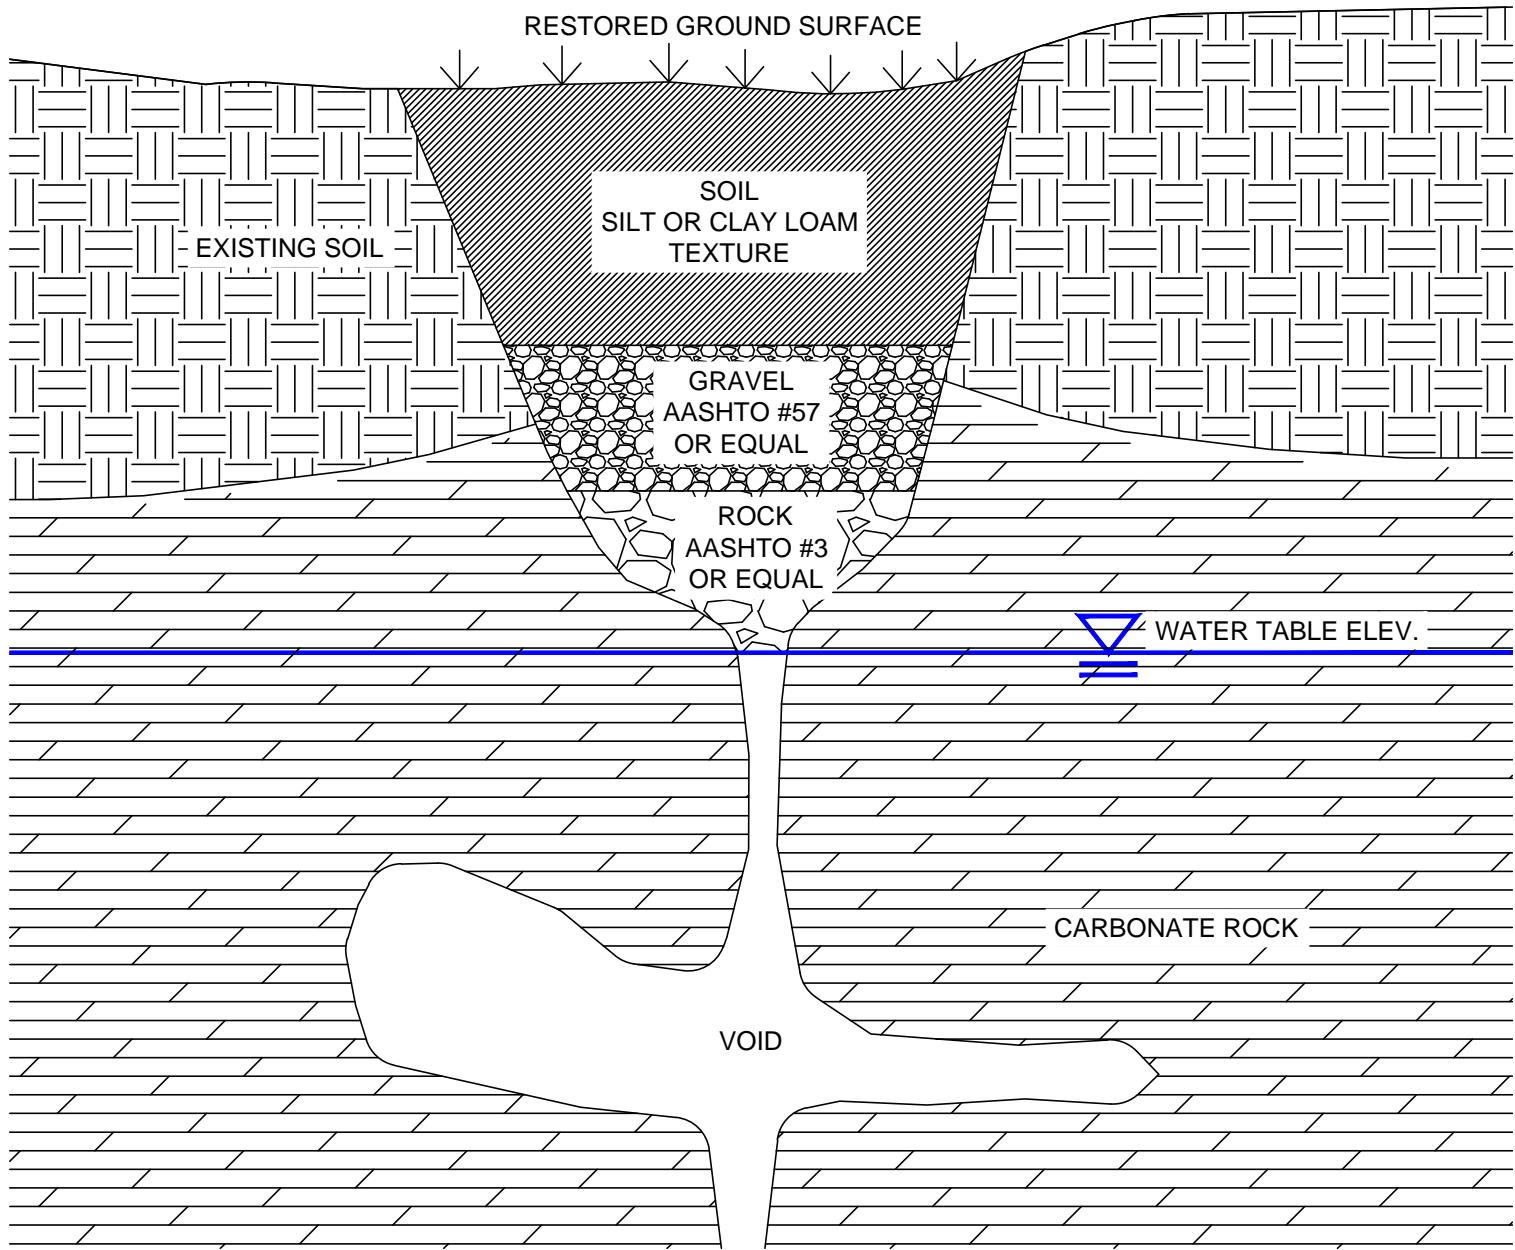 RESTORED GROUND SURFACE
SOIL
SILT OR CLAY LOAM
TEXTURE
EXISTING SOIL
GRAVEL
AASHTO #57
OR EQUAL
ROCK
AASHTO #3
OR EQUAL
WATER TABLE ELEV.
CARBONATE ROCK
VOID